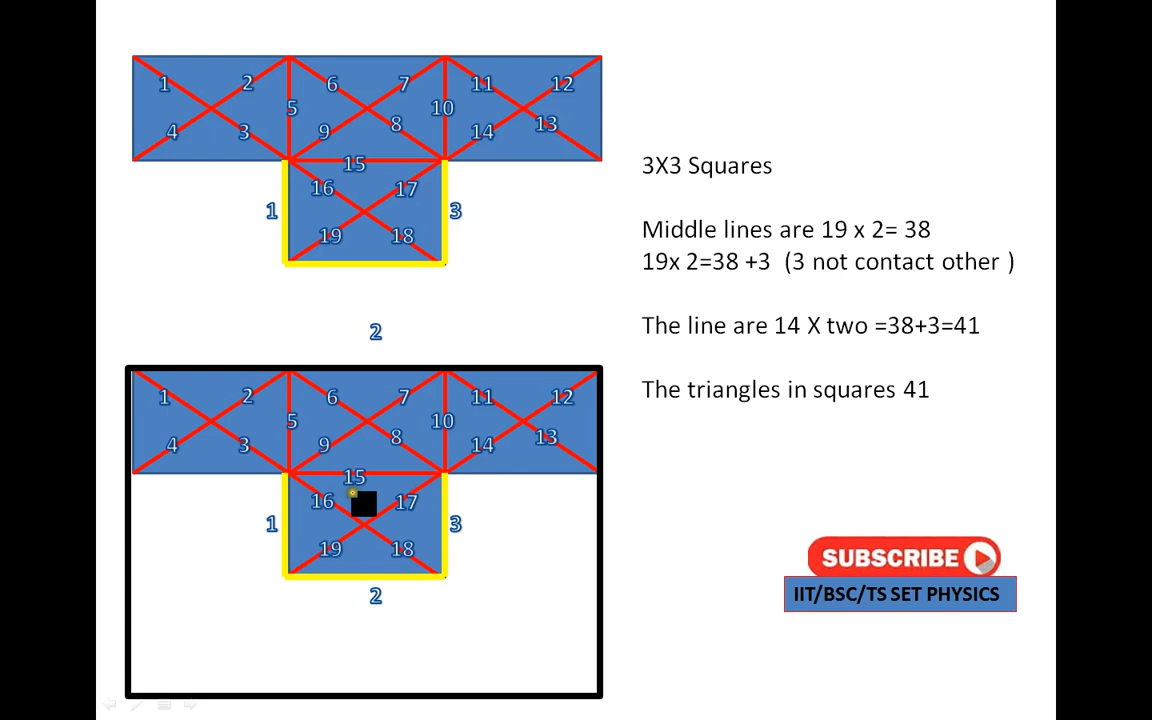 1 2 6 7 11 12
5 10
4 3 9 8 14 13
15
16 17
1 3
19 18
2
1 2 6 7 11 12
5 10
4 3 9 8 14 13
15
16 17
1 3
19 18
2
3X3 Squares
Middle lines are 19 x 2= 38
19x 2=38 +3 (3 not contact other )
The line are 14 X two =38+3=41
The triangles in squares 41
SUBSCRIBE
IIT/BSC/TS SET PHYSICS